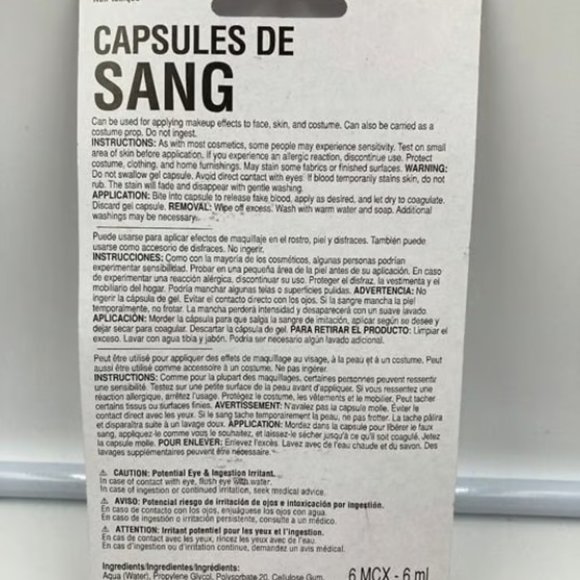 CAPSULES DE
SANG
Can be used for applying makeup effects to face, skin, and costume. Can also be carried as a
costume prop. Do not ingest.
INSTRUCTIONS: As with most cosmetics, some people may experience sensitivity. Test on small
area of skin before application. If you experience an allergic reaction, discontinue use. Protect
costume, clothing, and home furnishings. May stain some fabrics or finished surfaces. WARNING:
Do not swallow gel capsule. Avoid direct contact with eyes. If blood temporarily stains skin, do not
rub. The stain will fade and disappear with gentle washing.
APPLICATION: Bite into capsule to release fake blood, apply as desired, and let dry to coagulate.
Discard gel capsule. REMOVAL: Wipe off excess. Wash with warm water and soap. Additional
washings may be necessary.
Puede usarse para aplicar efectos de maquillaje en el rostro, piel y disfraces. También puede
usarse como accesorio de disfraces. No ingerir.
INSTRUCCIONES: Como con la mayoría de los cosméticos, algunas personas podrían
experimentar sensibilidad. Probar en una pequeña área de la piel antes de su aplicación. En caso
de experimentar una reacción alérgica, discontinuar su uso. Proteger el disfraz, la vestimenta y el
mobiliario del hogar. Podría manchar algunas telas o superficies pulidas. ADVERTENCIA: No
ingerir la cápsula de gel. Evitar el contacto directo con los ojos. Si la sangre mancha la piel
temporalmente, no frotar. La mancha perderá intensidad y desaparecerá con un suave lavado.
APLICACIÓN: Morder la cápsula para que salga la sangre de imitación, aplicar según se desee y
dejar secar para coagular. Descartar la cápsula de gel. PARA RETIRAR EL PRODUCTO: Limpiar el
exceso. Lavar con agua tibia y jabón. Podría ser necesario algún lavado adicional.
Peut être utilisé pour appliquer des effets de maquillage au visage, à la peau et à un costume. Peut
aussi être utilisé comme accessoire à un costume. Ne pas ingérer.
INSTRUCTIONS: Comme pour la plupart des maquillages, certaines personnes peuvent ressentir
une sensibilité. Testez sur une petite surface de la peau avant d'appliquer. Si vous ressentez une
réaction allergique, arrêtez l'usage. Protégez le costume, les vêtements et le mobilier. Peut tacher
certains tissus ou surfaces finies. AVERTISSEMENT: N'avalez pas la capsule molle. Éviter le
contact direct avec les yeux. Si le sang tache temporairement la peau, ne pas frotter. La tache pâlira
et disparaîtra suite à un lavage doux. APPLICATION: Mordez dans la capsule pour libérer le faux
sang, appliquez-le comme vous le souhaitez, et laissez-le sécher jusqu'à ce qu'il soit coagulé. Jetez
la capsule molle. POUR ENLEVER: Enlevez l'excès. Lavez avec de l'eau chaude et du savon. Des
lavages supplémentaires peuvent être nécessaires.
CAUTION: Potential Eye & Ingestion Irritant.
In case of contact with eye, flush eye with water.
In case of ingestion or continued irritation, seek medical advice.
AVISO: Potencial riesgo de irritación de ojos e intoxicación por ingestión.
En caso de contacto con los ojos, enjuáguese los ojos con agua.
En caso de ingestión o irritación persistente, consulte a un médico.
ATTENTION: Irritant potentiel pour les yeux et l'ingestion.
En cas de contact avec les yeux, rincez les yeux avec de l'eau.
En cas d'ingestion ou d'irritation continue, demandez un avis médical.
Ingredients/Ingredientes/Ingrédients:
Aqua (Water), Propylene Glycol, Polysorbate 20, Cellulose Gum,
6 MCX - 6 ml